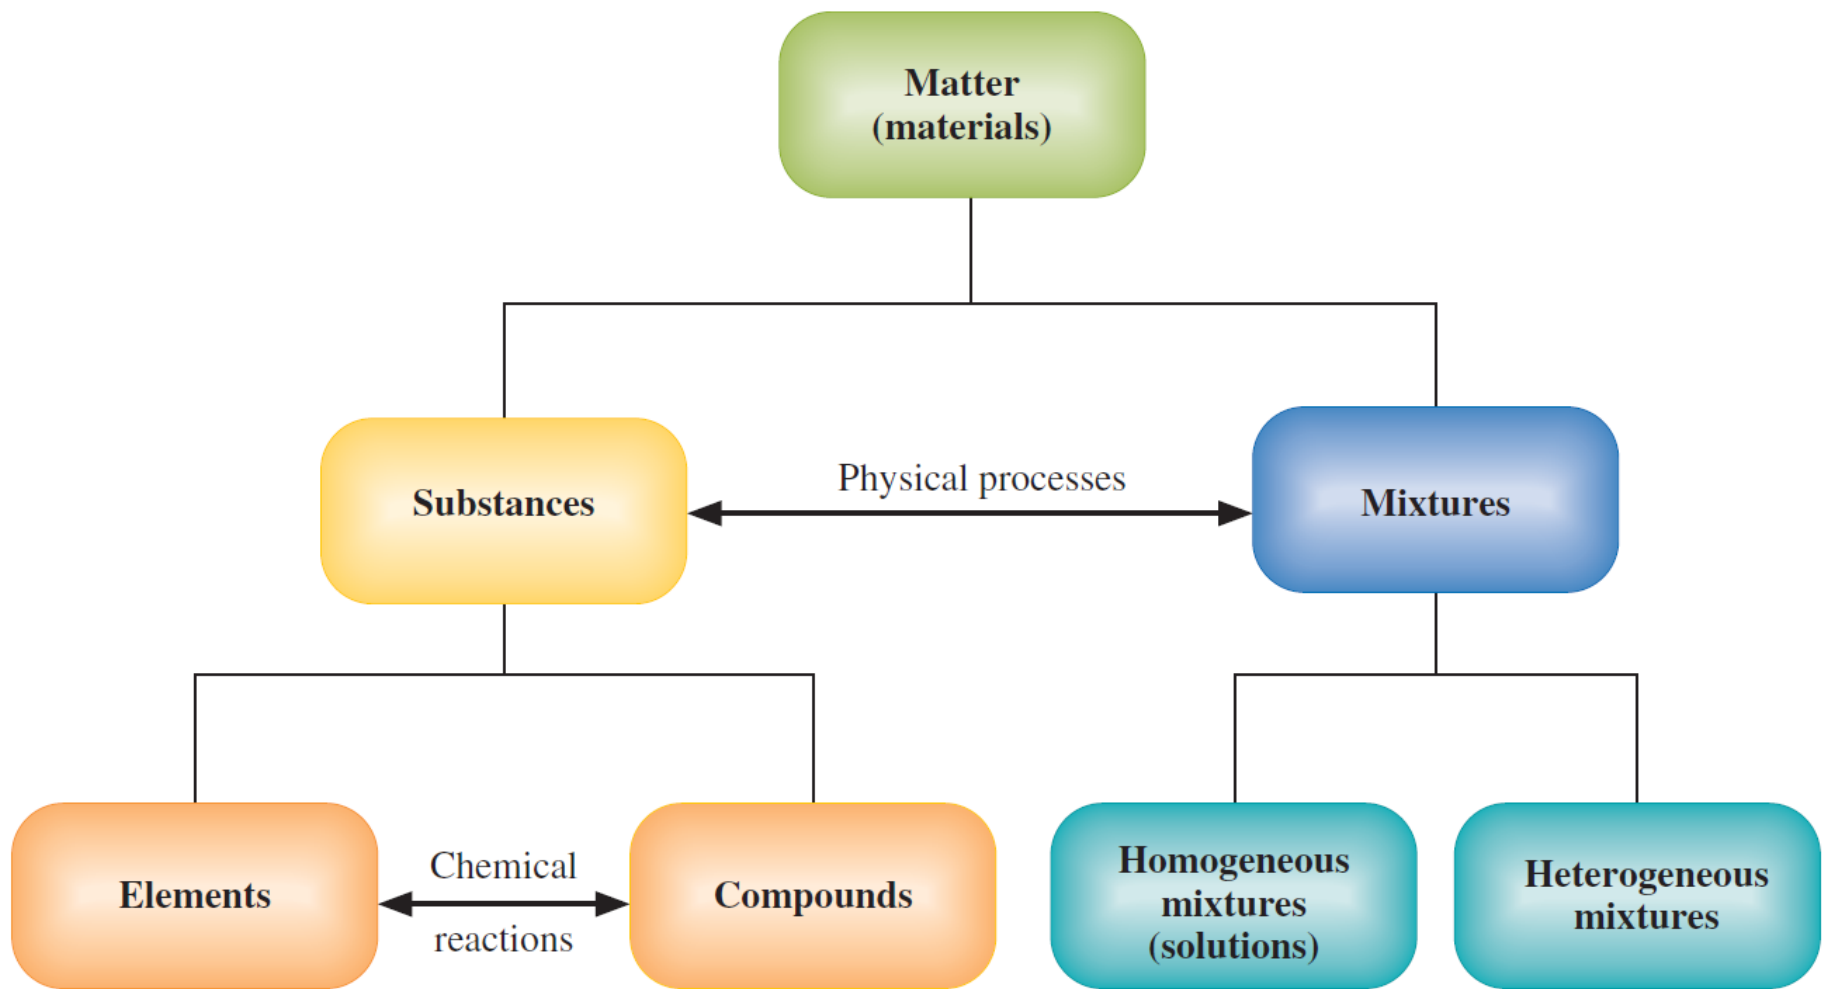 Matter
(materials)
Substances
Physical processes
Mixtures
Elements
Chemical
reactions
Compounds
Homogeneous
mixtures
(solutions)
Heterogeneous
mixtures